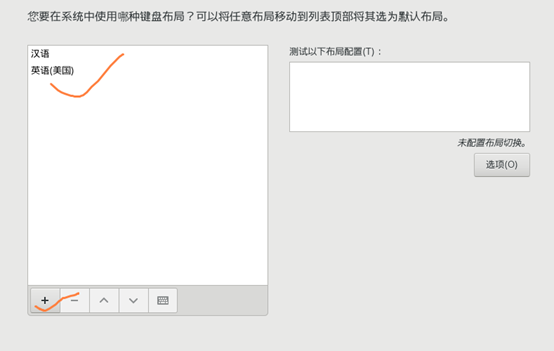 您要在系统中使用哪种键盘布局？可以将任意布局移动到列表顶部将其选为默认布局。
汉语
英语(美国)
测试以下布局配置(T)：
未配置布局切换。
选项(O)